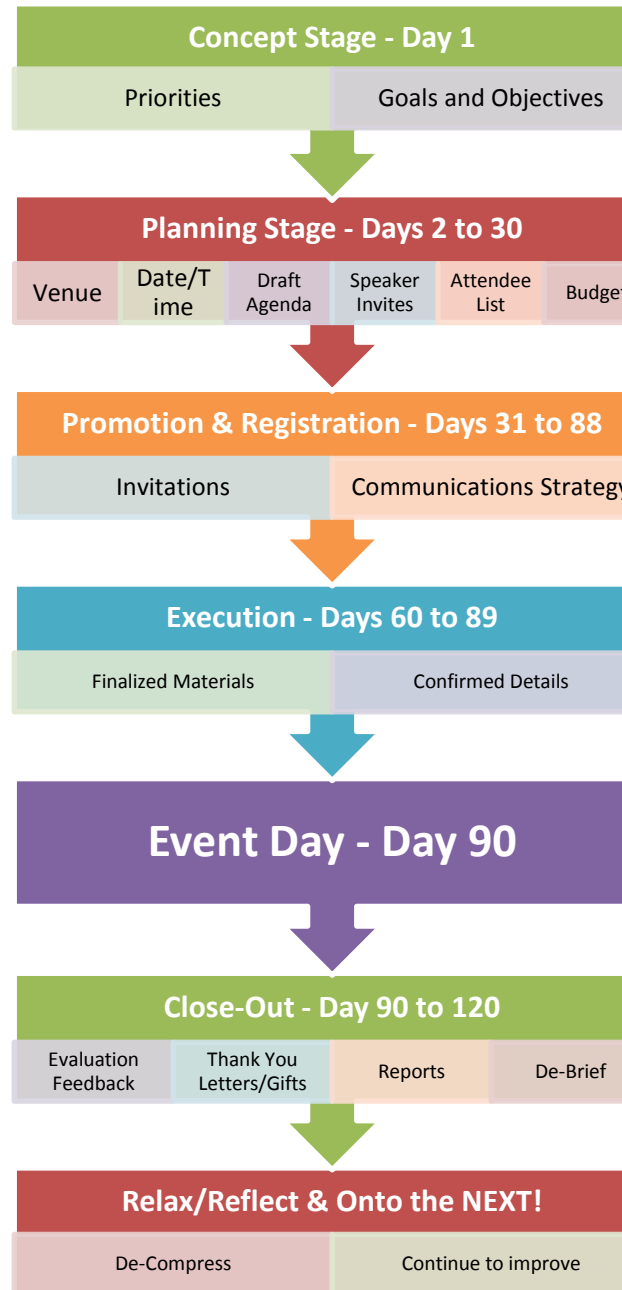 Concept Stage - Day 1
Priorities
Goals and Objectives
Planning Stage - Days 2 to 30
Venue
Date/T
ime
Draft
Agenda
Speaker
Invites
Attendee
List
Budget
Promotion & Registration - Days 31 to 88
Invitations
Communications Strategy
Execution - Days 60 to 89
Finalized Materials
Confirmed Details
Event Day - Day 90
Close-Out - Day 90 to 120
Evaluation
Feedback
Thank You
Letters/Gifts
Reports
De-Brief
Relax/Reflect & Onto the NEXT!
De-Compress
Continue to improve